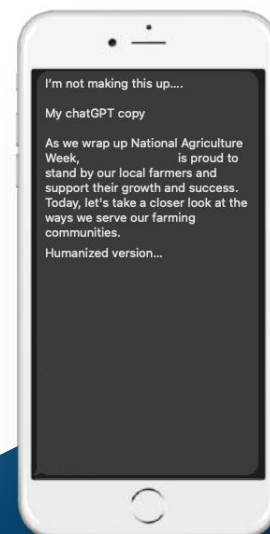 I'm not making this up....
My chatGPT copy
As we wrap up National Agriculture
Week, is proud to
stand by our local farmers and
support their growth and success.
Today, let's take a closer look at the
ways we serve our farming
communities.
Humanized version...